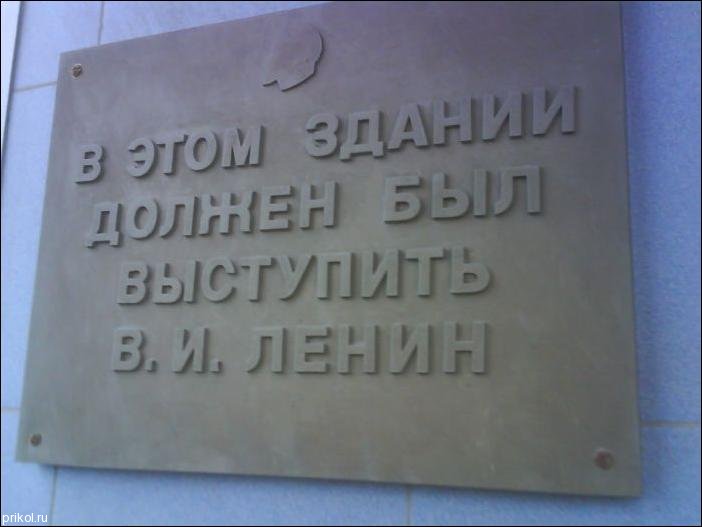 В ЭТОМ ЗДАНИИ
ДОЛЖЕН БЫЛ
ВЫСТУПИТЬ
В. И. ЛЕНИН
prikol.ru